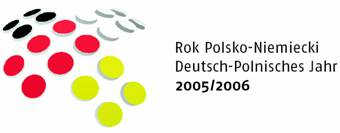 Rok Polsko-Niemiecki
Deutsch-Polnisches Jahr
2005/2006